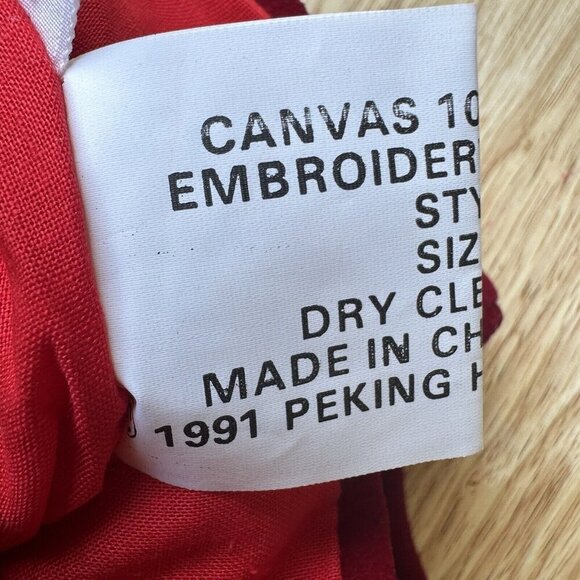 CANVAS 10
EMBROIDER
STY
SIZ
DRY CLE
MADE IN CH
1991 PEKING H